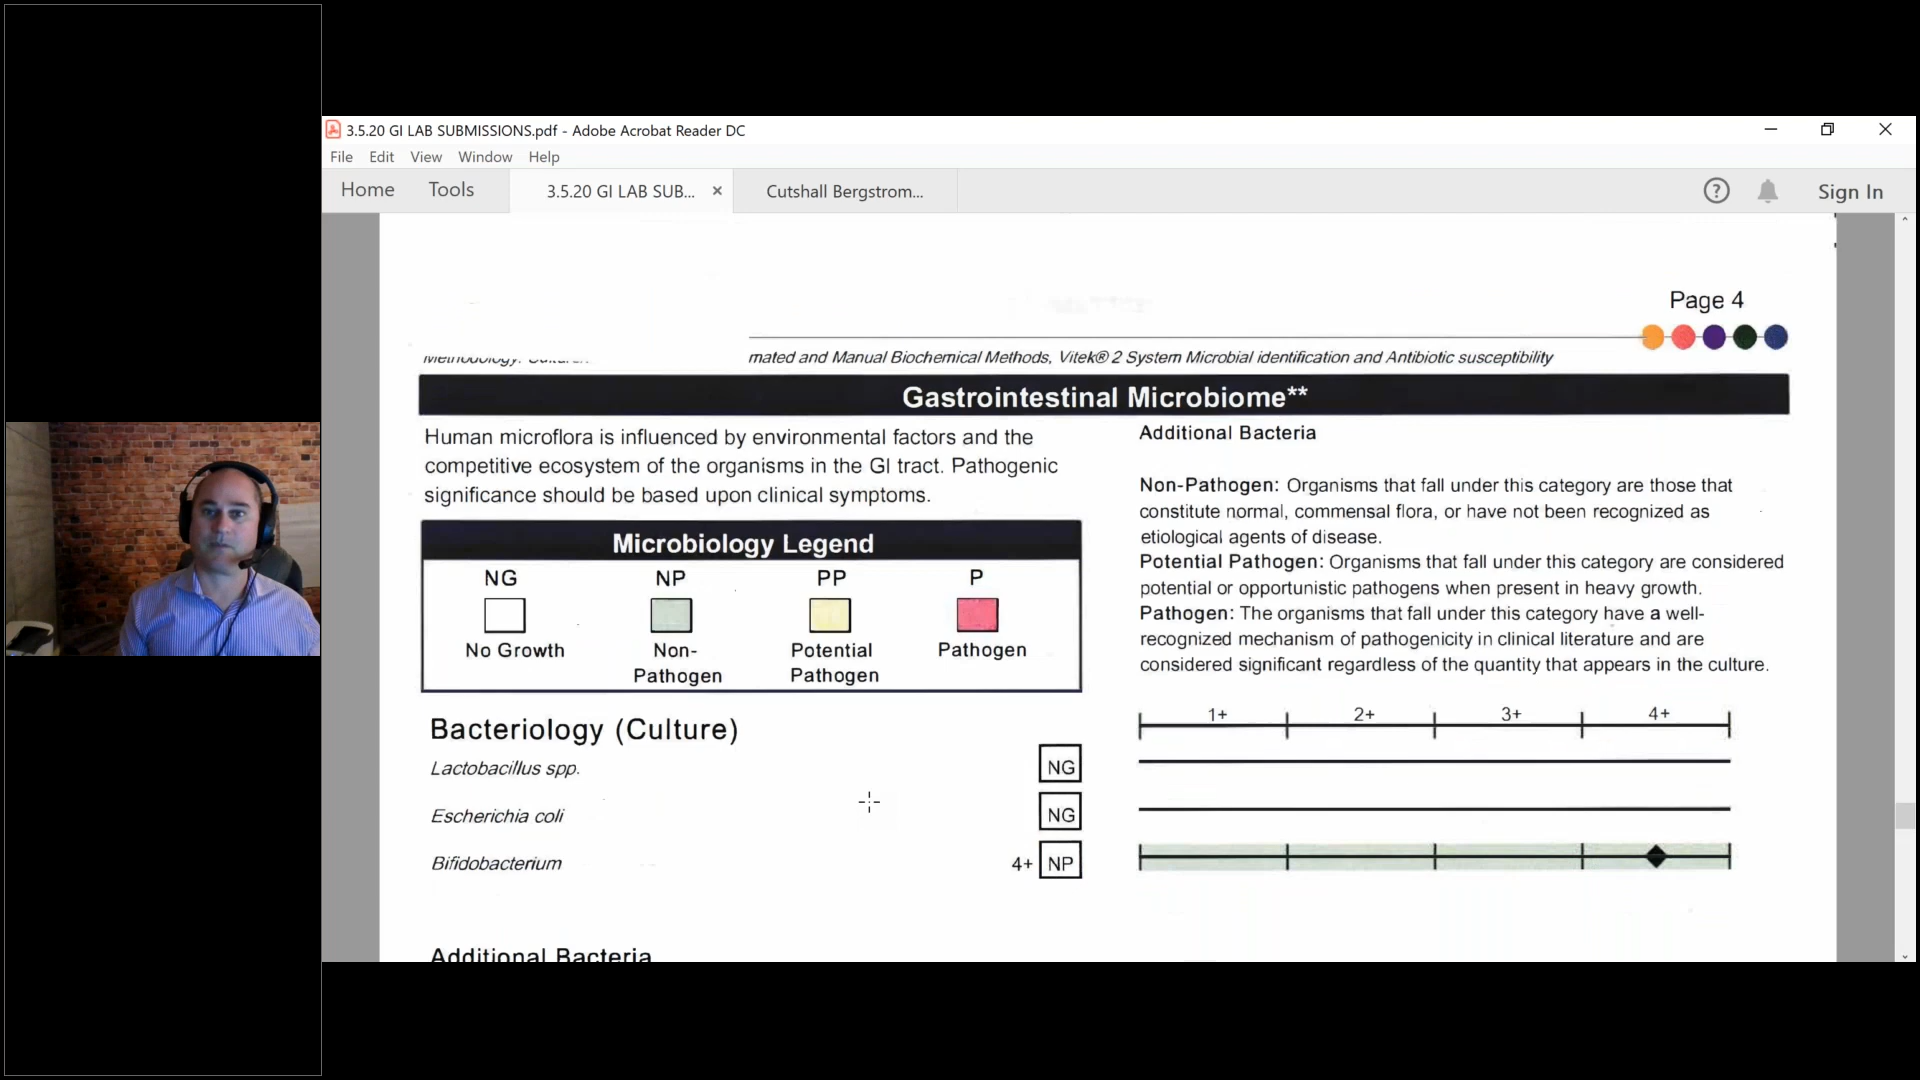 3.5.20 GI LAB SUBMISSIONS.pdf - Adobe Acrobat Reader DC
File Edit View Window Help
Home Tools 3.5.20 GI LAB SUB... × Cutshall Bergstrom... ? Sign In
Page 4
mated and Manual Biochemical Methods, Vitek® 2 System Microbial identification and Antibiotic susceptibility
Gastrointestinal Microbiome**
Human microflora is influenced by environmental factors and the
competitive ecosystem of the organisms in the GI tract. Pathogenic
significance should be based upon clinical symptoms.
Microbiology Legend
NG NP PP P
No Growth Non- Potential Pathogen
Pathogen Pathogen
Additional Bacteria
Non-Pathogen: Organisms that fall under this category are those that
constitute normal, commensal flora, or have not been recognized as
etiological agents of disease.
Potential Pathogen: Organisms that fall under this category are considered
potential or opportunistic pathogens when present in heavy growth.
Pathogen: The organisms that fall under this category have a well-
recognized mechanism of pathogenicity in clinical literature and are
considered significant regardless of the quantity that appears in the culture.
Bacteriology (Culture)
1+ 2+ 3+ 4+
Lactobacillus spp. NG
Escherichia coli NG
Bifidobacterium 4+ NP
Additional Bacteria